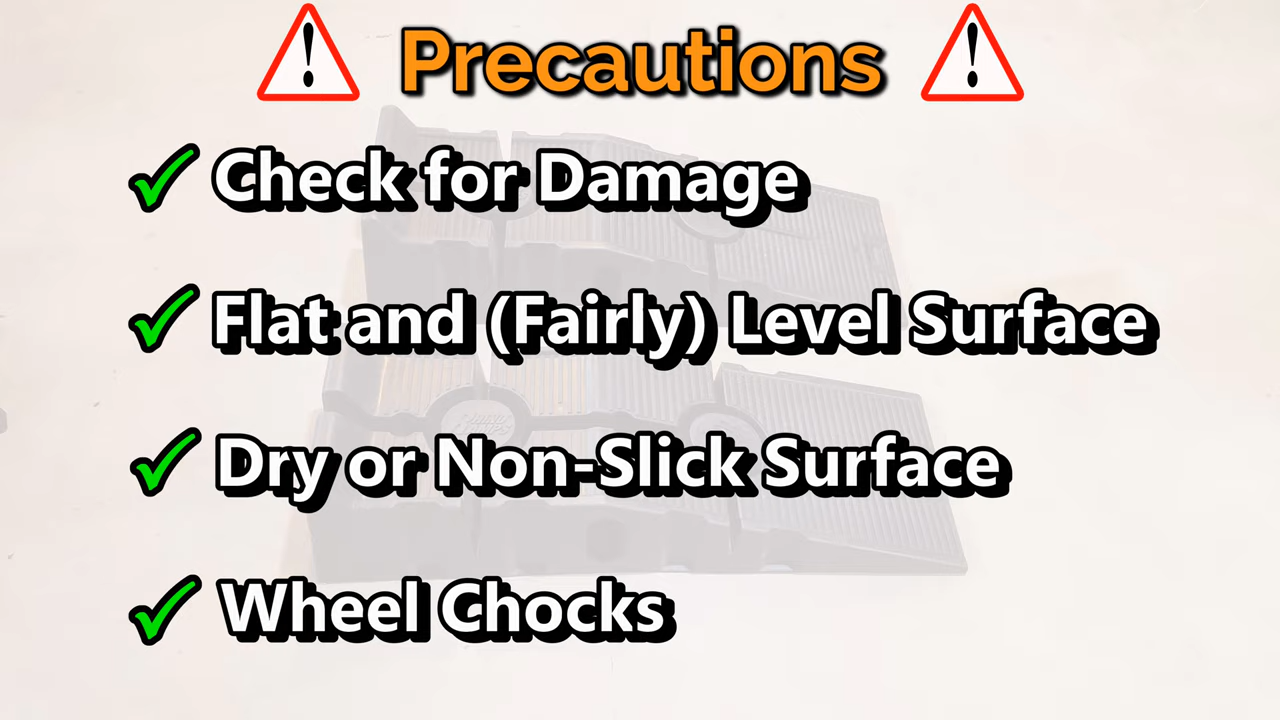 Precautions
Check for Damage
Flat and (Fairly) Level Surface
Dry or Non-Slick Surface
Wheel Chocks